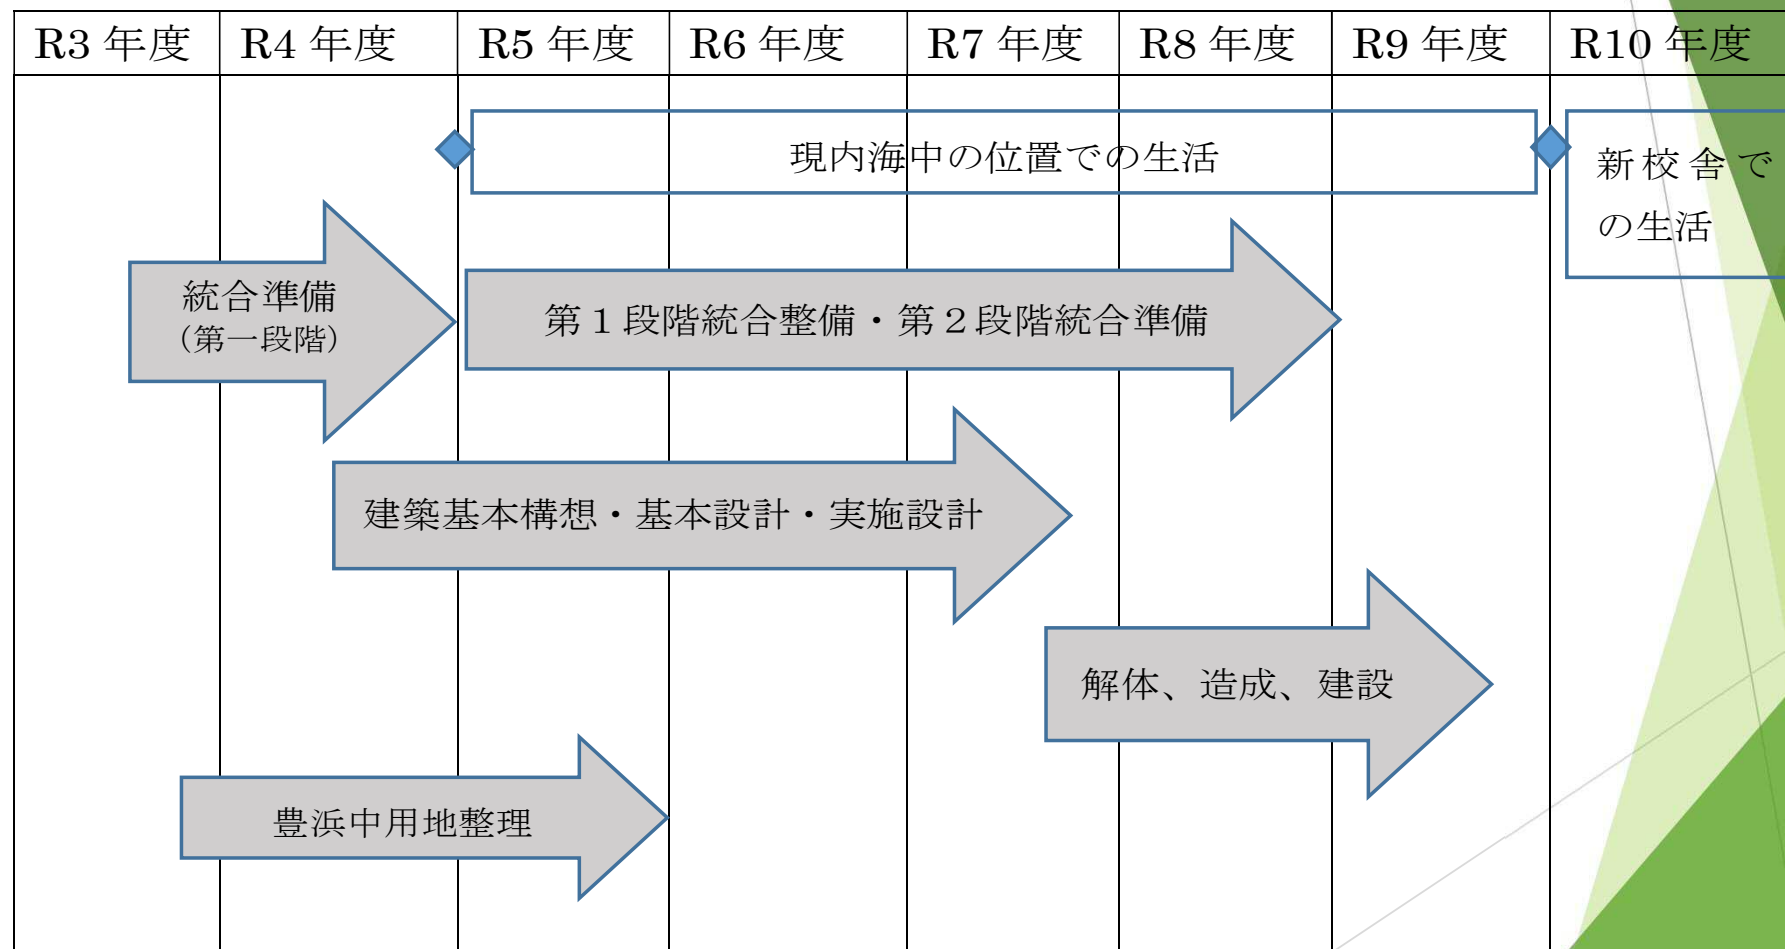 R3 年度 R4 年度 R5 年度 R6 年度 R7 年度 R8 年度 R9 年度 R10 年度
現内海中の位置での生活
新校舎で
の生活
統合準備
（第一段階）
第１段階統合整備・第２段階統合準備
建築基本構想・基本設計・実施設計
解体、造成、建設
豊浜中用地整理